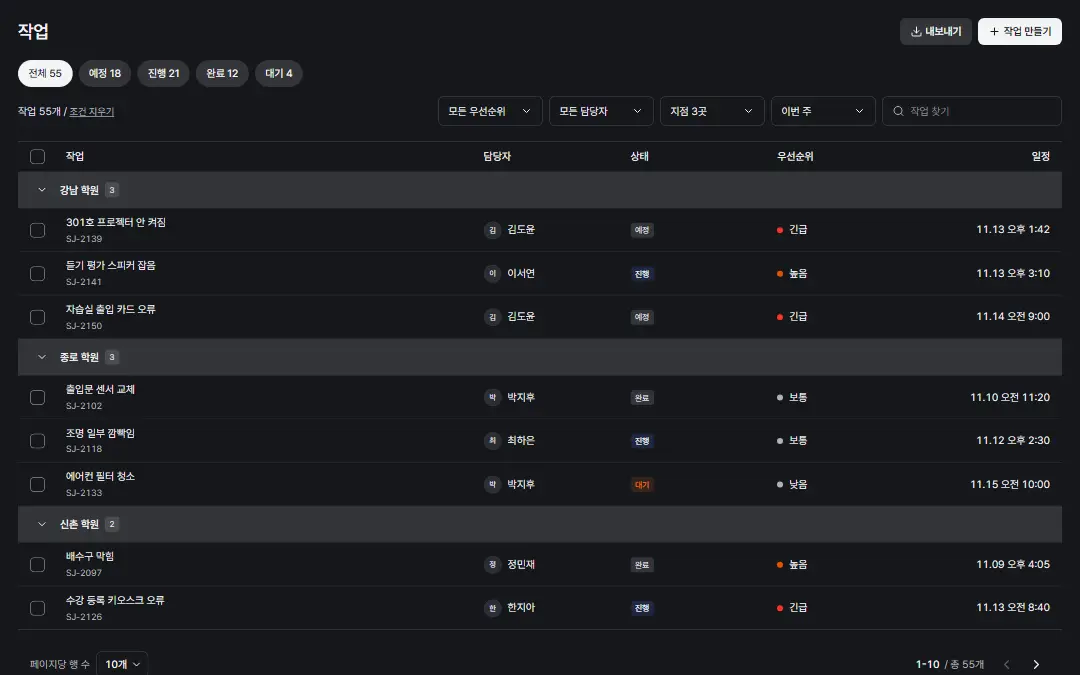 작업
내보내기
작업 만들기
전체 55
예정 18
진행 21
완료 12
대기 4
작업 55개 / 조건 지우기
모든 우선순위
모든 담당자
지점 3곳
이번 주
작업 찾기
작업 담당자 상태 우선순위 일정
강남 학원 3
301호 프로젝터 안 켜짐
SJ-2139
김 김도윤 예정 긴급 11.13 오후 1:42
듣기 평가 스피커 잡음
SJ-2141
이 이서연 진행 높음 11.13 오후 3:10
자습실 출입 카드 오류
SJ-2150
김 김도윤 예정 긴급 11.14 오전 9:00
종로 학원 3
출입문 센서 교체
SJ-2102
박 박지후 완료 보통 11.10 오전 11:20
조명 일부 깜빡임
SJ-2118
최 최하은 진행 보통 11.12 오후 2:30
에어컨 필터 청소
SJ-2133
박 박지후 대기 낮음 11.15 오전 10:00
신촌 학원 2
배수구 막힘
SJ-2097
정 정민재 완료 높음 11.09 오후 4:05
수강 등록 키오스크 오류
SJ-2126
한 한지아 진행 긴급 11.13 오전 8:40
페이지당 행 수 10개
1-10 / 총 55개